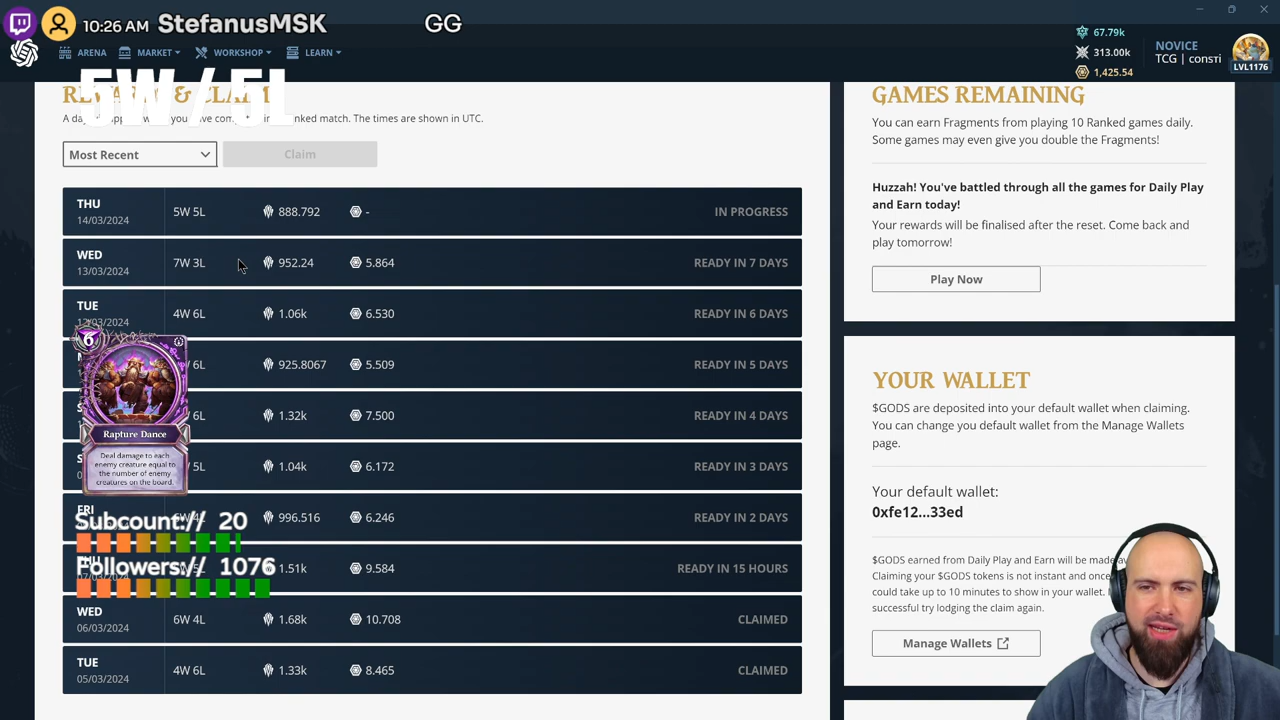 10:26 AM StefanusMSK GG
ARENA MARKET WORKSHOP LEARN
67.79k
313.00k
1,425.54
NOVICE
TCG | consti
LVL1176
5W / 5L
REWARDS & CLAIM
have ranked match. The times are shown in UTC.
Most Recent Claim
THU
14/03/2024
5W 5L 888.792 - IN PROGRESS
WED
13/03/2024
7W 3L 952.24 5.864 READY IN 7 DAYS
TUE
12/03/2024
4W 6L 1.06k 6.530 READY IN 6 DAYS
6L 925.8067 5.509 READY IN 5 DAYS
6L 1.32k 7.500 READY IN 4 DAYS
5L 1.04k 6.172 READY IN 3 DAYS
FRI
996.516 6.246 READY IN 2 DAYS
1.51k 9.584 READY IN 15 HOURS
WED
06/03/2024
6W 4L 1.68k 10.708 CLAIMED
TUE
05/03/2024
4W 6L 1.33k 8.465 CLAIMED
6
Rapture Dance
Deal damage to each
enemy creature equal to
the number of enemy
creatures on the board.
Subcount:// 20
Followers:// 1076
GAMES REMAINING
You can earn Fragments from playing 10 Ranked games daily.
Some games may even give you double the Fragments!
Huzzah! You've battled through all the games for Daily Play
and Earn today!
Your rewards will be finalised after the reset. Come back and
play tomorrow!
Play Now
YOUR WALLET
$GODS are deposited into your default wallet when claiming.
You can change you default wallet from the Manage Wallets
page.
Your default wallet:
0xfe12...33ed
$GODS earned from Daily Play and Earn will be made
Claiming your $GODS tokens is not instant and once
could take up to 10 minutes to show in your wallet.
successful try lodging the claim again.
Manage Wallets